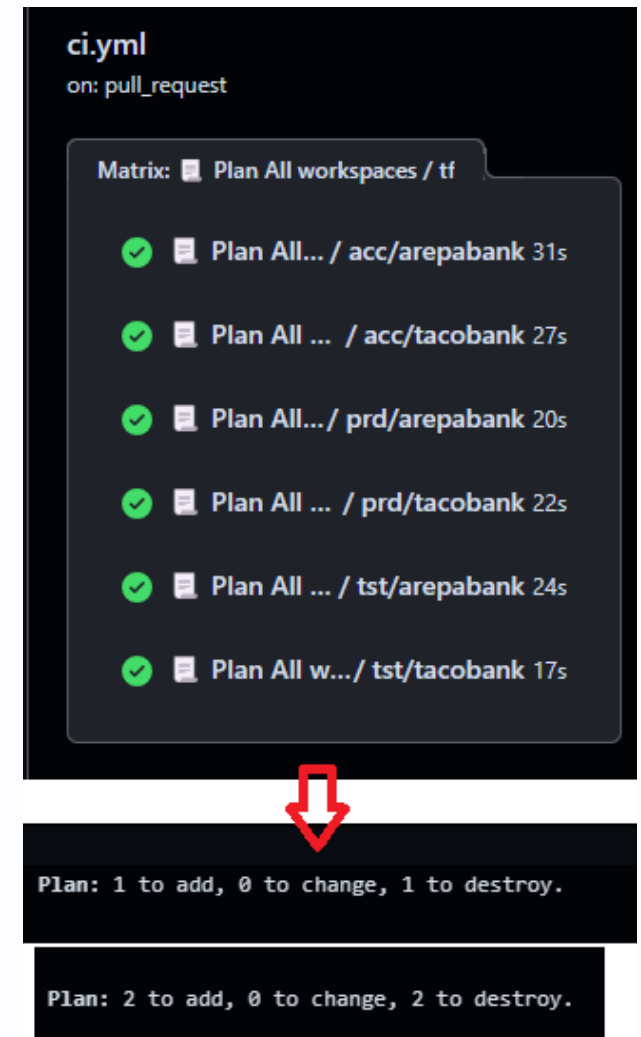 ci.yml
on: pull_request
Matrix: Plan All workspaces / tf
Plan All... / acc/arepabank 31s
Plan All ... / acc/tacobank 27s
Plan All.../ prd/arepabank 20s
Plan All ... / prd/tacobank 22s
Plan All ... / tst/arepabank 24s
Plan All w.../ tst/tacobank 17s
Plan: 1 to add, 0 to change, 1 to destroy.
Plan: 2 to add, 0 to change, 2 to destroy.